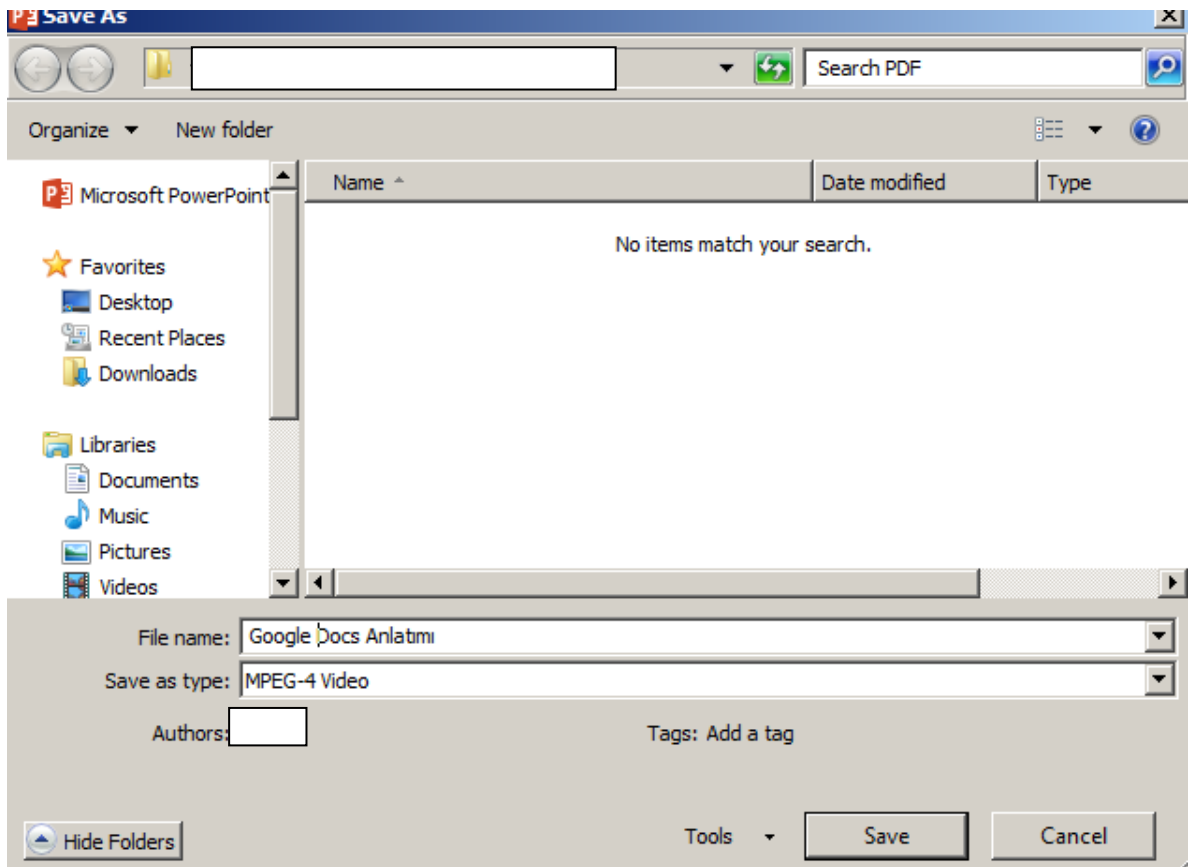 Save As
Search PDF
Organize New folder
Microsoft PowerPoint
Favorites
Desktop
Recent Places
Downloads
Libraries
Documents
Music
Pictures
Videos
Name Date modified Type
No items match your search.
File name: Google Docs Anlatımı
Save as type: MPEG-4 Video
Authors: Tags: Add a tag
Hide Folders Tools Save Cancel